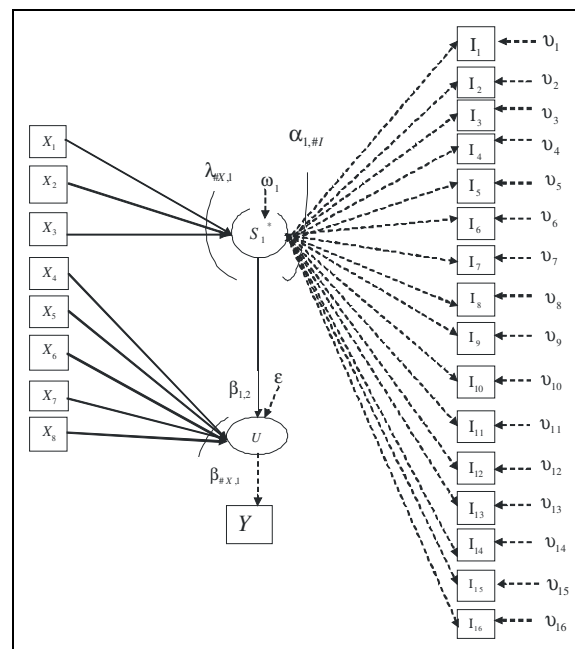 X₁
X₂
X₃
X₄
X₅
X₆
X₇
X₈
λ#X,1
ω₁
S₁*
α1,#I
β1,2
ε
U
β#X,1
Y
I₁ υ₁
I₂ υ₂
I₃ υ₃
I₄ υ₄
I₅ υ₅
I₆ υ₆
I₇ υ₇
I₈ υ₈
I₉ υ₉
I₁₀ υ₁₀
I₁₁ υ₁₁
I₁₂ υ₁₂
I₁₃ υ₁₃
I₁₄ υ₁₄
I₁₅ υ₁₅
I₁₆ υ₁₆